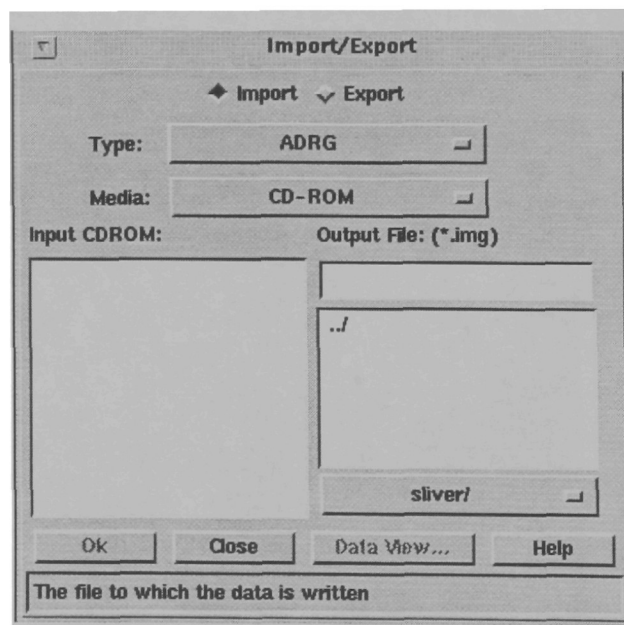 Import/Export
Import Export
Type: ADRG
Media: CD-ROM
Input CDROM: Output File: (*.img)
../
sliver/
Ok Close Data View... Help
The file to which the data is written